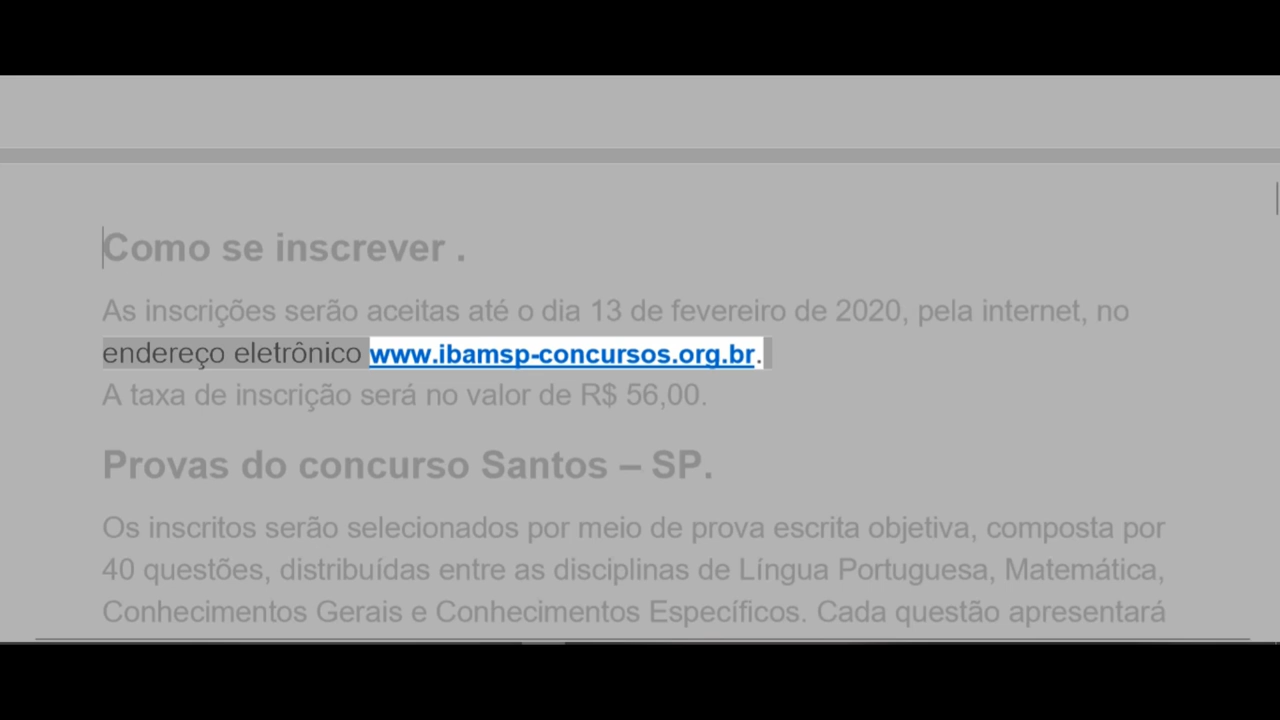 Como se inscrever .
As inscrições serão aceitas até o dia 13 de fevereiro de 2020, pela internet, no
endereço eletrônico www.ibamsp-concursos.org.br.
A taxa de inscrição será no valor de R$ 56,00.
Provas do concurso Santos – SP.
Os inscritos serão selecionados por meio de prova escrita objetiva, composta por
40 questões, distribuídas entre as disciplinas de Língua Portuguesa, Matemática,
Conhecimentos Gerais e Conhecimentos Específicos. Cada questão apresentará